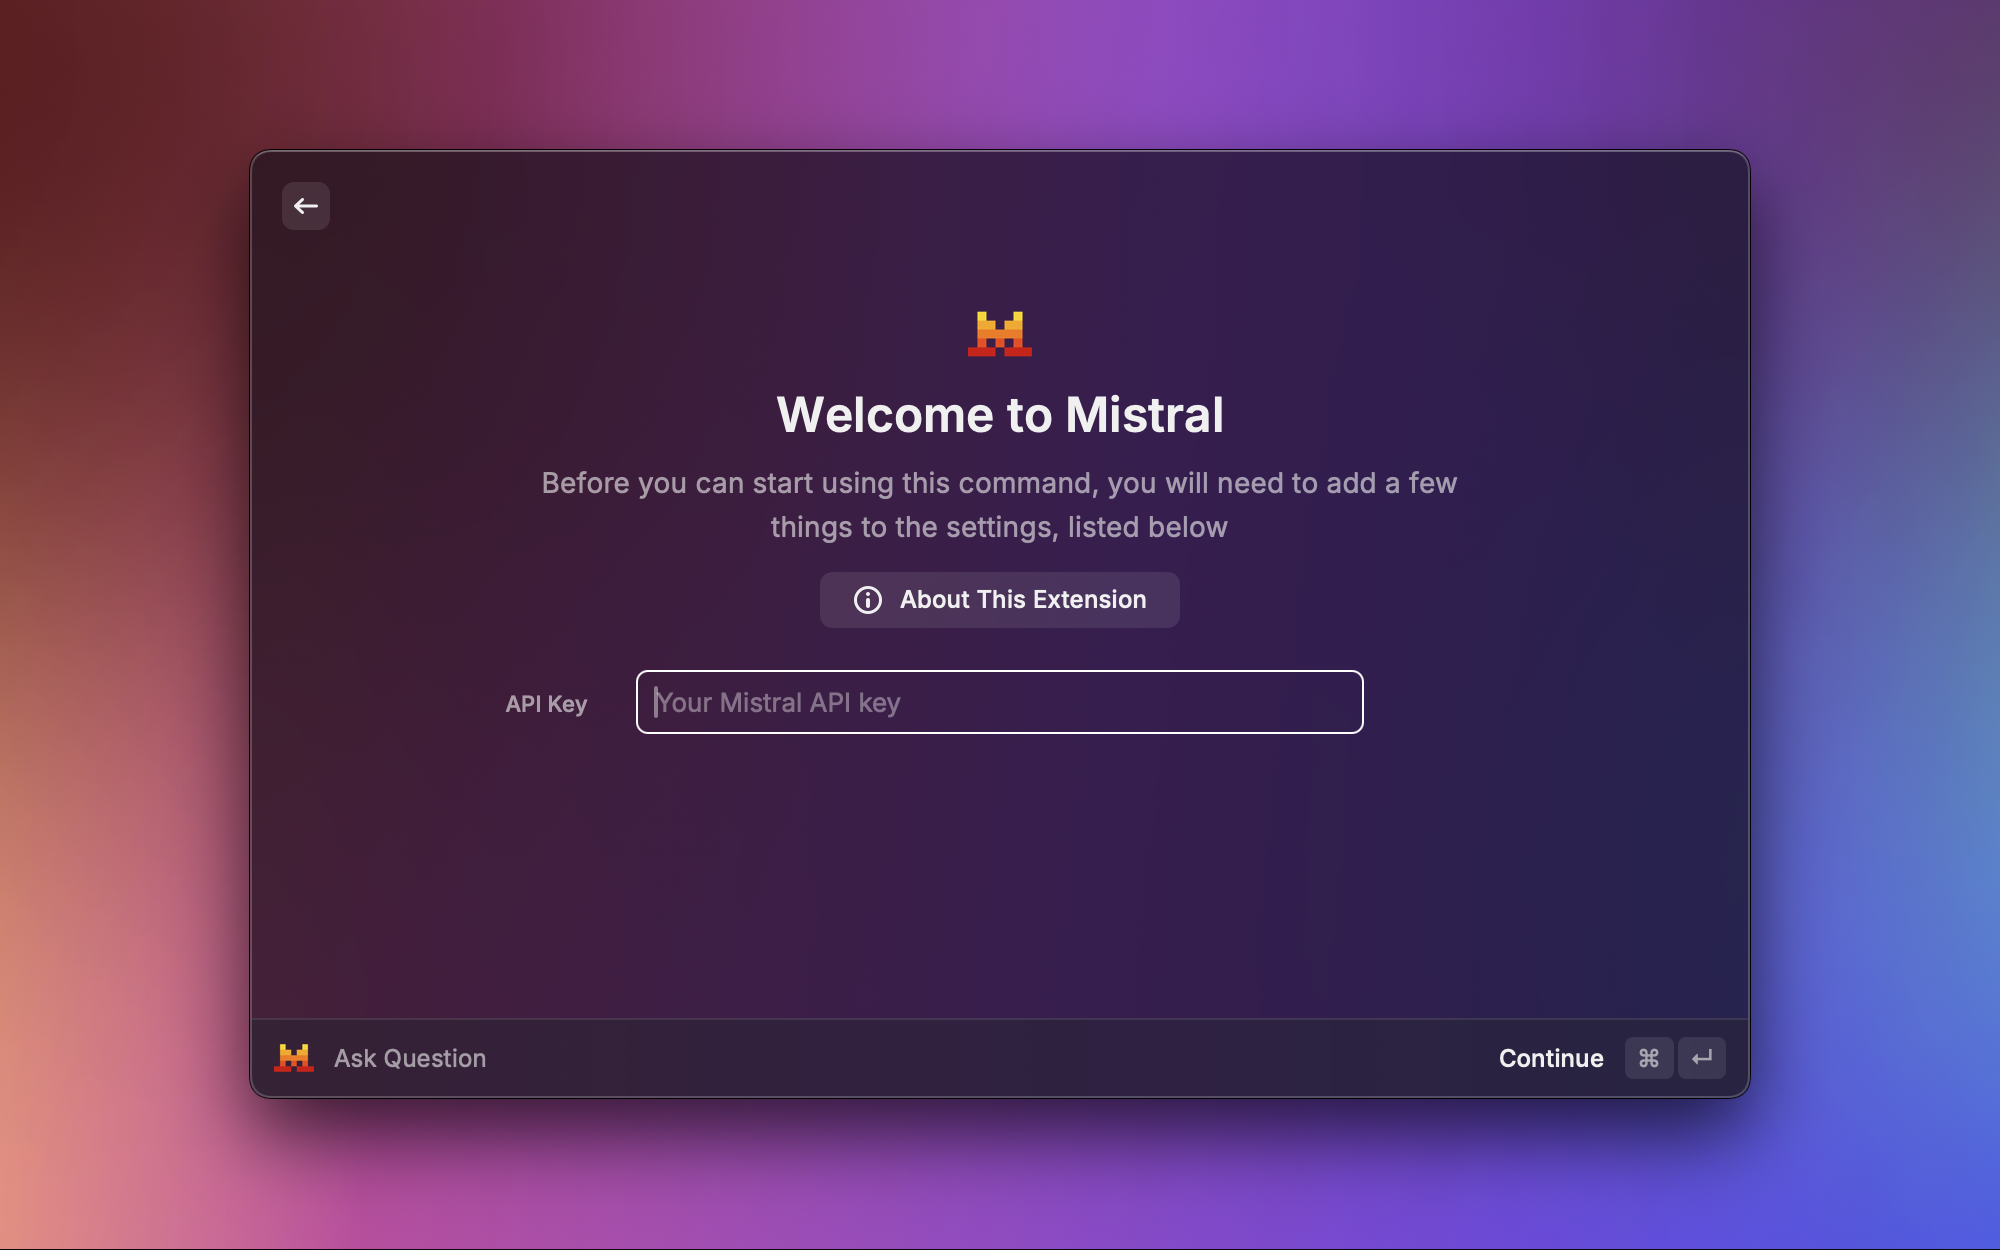 Welcome to Mistral
Before you can start using this command, you will need to add a few
things to the settings, listed below
About This Extension
API Key
Your Mistral API key
Ask Question
Continue ⌘ ↵